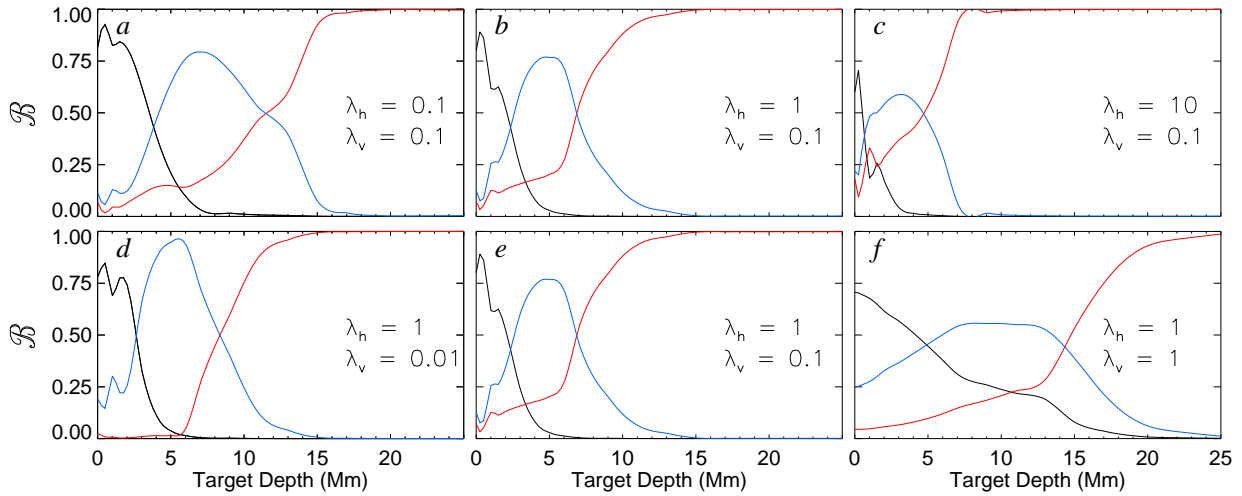 1.00 a b c
0.75
ℬ 0.50 λh = 0.1 λh = 1 λh = 10
λv = 0.1 λv = 0.1 λv = 0.1
0.25
0.00
1.00 d e f
0.75
ℬ 0.50 λh = 1 λh = 1 λh = 1
λv = 0.01 λv = 0.1 λv = 1
0.25
0.00
0 5 10 15 20 0 5 10 15 20 0 5 10 15 20 25
Target Depth (Mm) Target Depth (Mm) Target Depth (Mm)